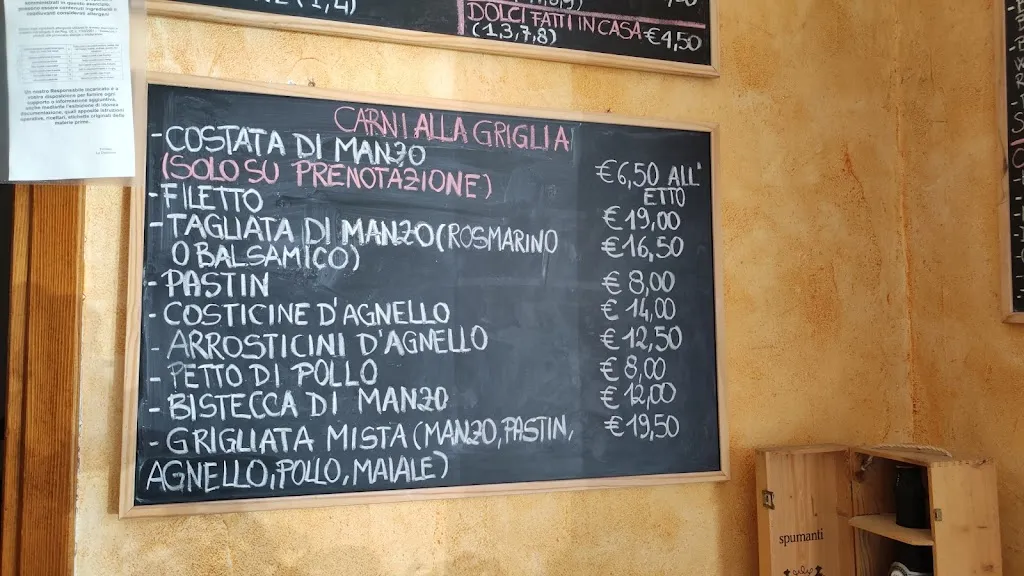 (1,4)
DOLCI FATTI IN CASA €4,50
(1,3,7,8)
CARNI ALLA GRIGLIA
-COSTATA DI MANZO
(SOLO SU PRENOTAZIONE) €6,50 ALL'
ETTO
-FILETTO €19,00
-TAGLIATA DI MANZO(ROSMARINO €16,50
O BALSAMICO)
-PASTIN €8,00
-COSTICINE D'AGNELLO €14,00
-ARROSTICINI D'AGNELLO €12,50
-PETTO DI POLLO €8,00
-BISTECCA DI MANZO €12,00
-GRIGLIATA MISTA(MANZO,PASTIN, €19,50
AGNELLO,POLLO,MAIALE)
spumanti